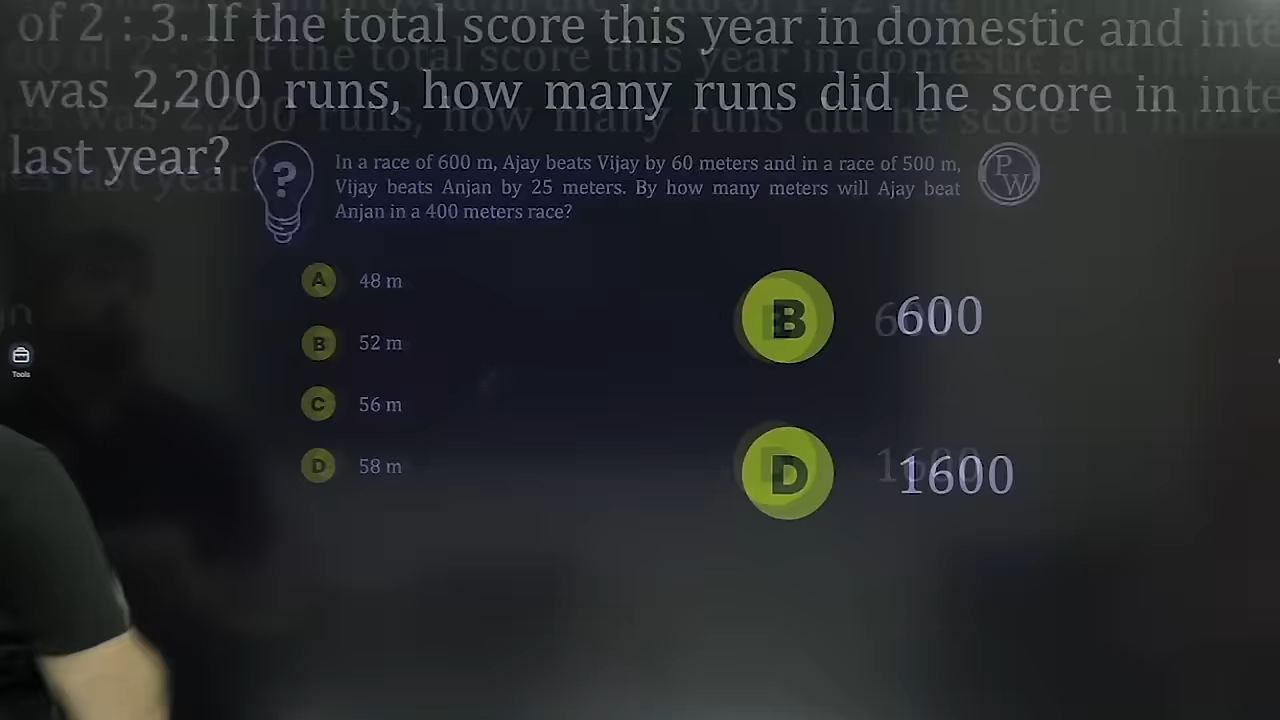 of 2 : 3. If the total score this year in domestic and inte
was 2,200 runs, how many runs did he score in inte
last year?
In a race of 600 m, Ajay beats Vijay by 60 meters and in a race of 500 m,
Vijay beats Anjan by 25 meters. By how many meters will Ajay beat
Anjan in a 400 meters race?
PW
A 48 m
B 52 m
C 56 m
D 58 m
B 600
D 1600
Tools